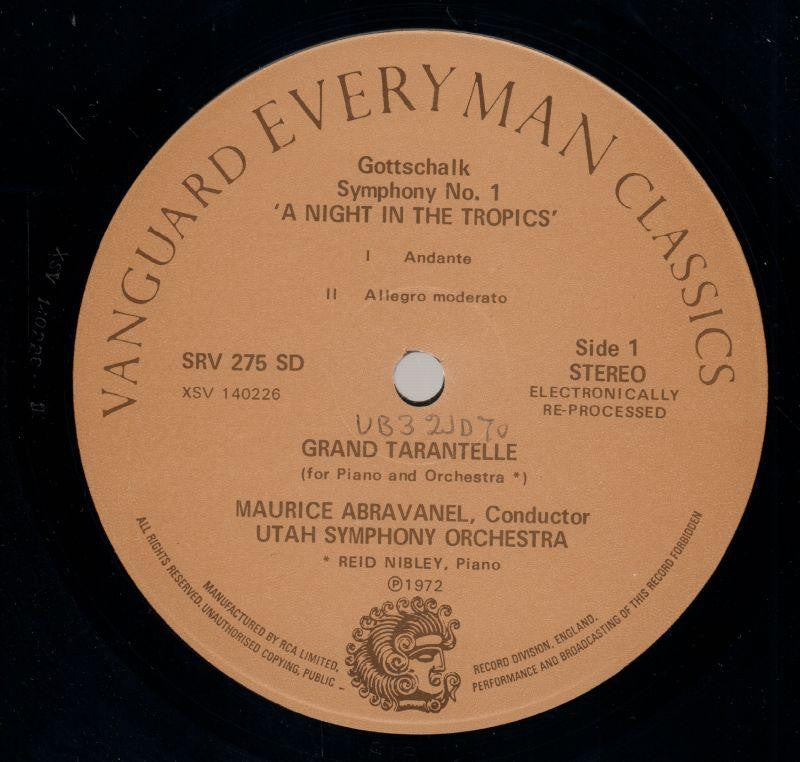 VANGUARD EVERYMAN CLASSICS
Gottschalk
Symphony No. 1
'A NIGHT IN THE TROPICS'
I Andante
II Allegro moderato
SRV 275 SD
XSV 140226
Side 1
STEREO
ELECTRONICALLY
RE-PROCESSED
GRAND TARANTELLE
(for Piano and Orchestra *)
MAURICE ABRAVANEL, Conductor
UTAH SYMPHONY ORCHESTRA
* REID NIBLEY, Piano
℗1972
MANUFACTURED BY RCA LIMITED, RECORD DIVISION, ENGLAND.
ALL RIGHTS RESERVED. UNAUTHORISED COPYING, PUBLIC - PERFORMANCE AND BROADCASTING OF THIS RECORD FORBIDDEN